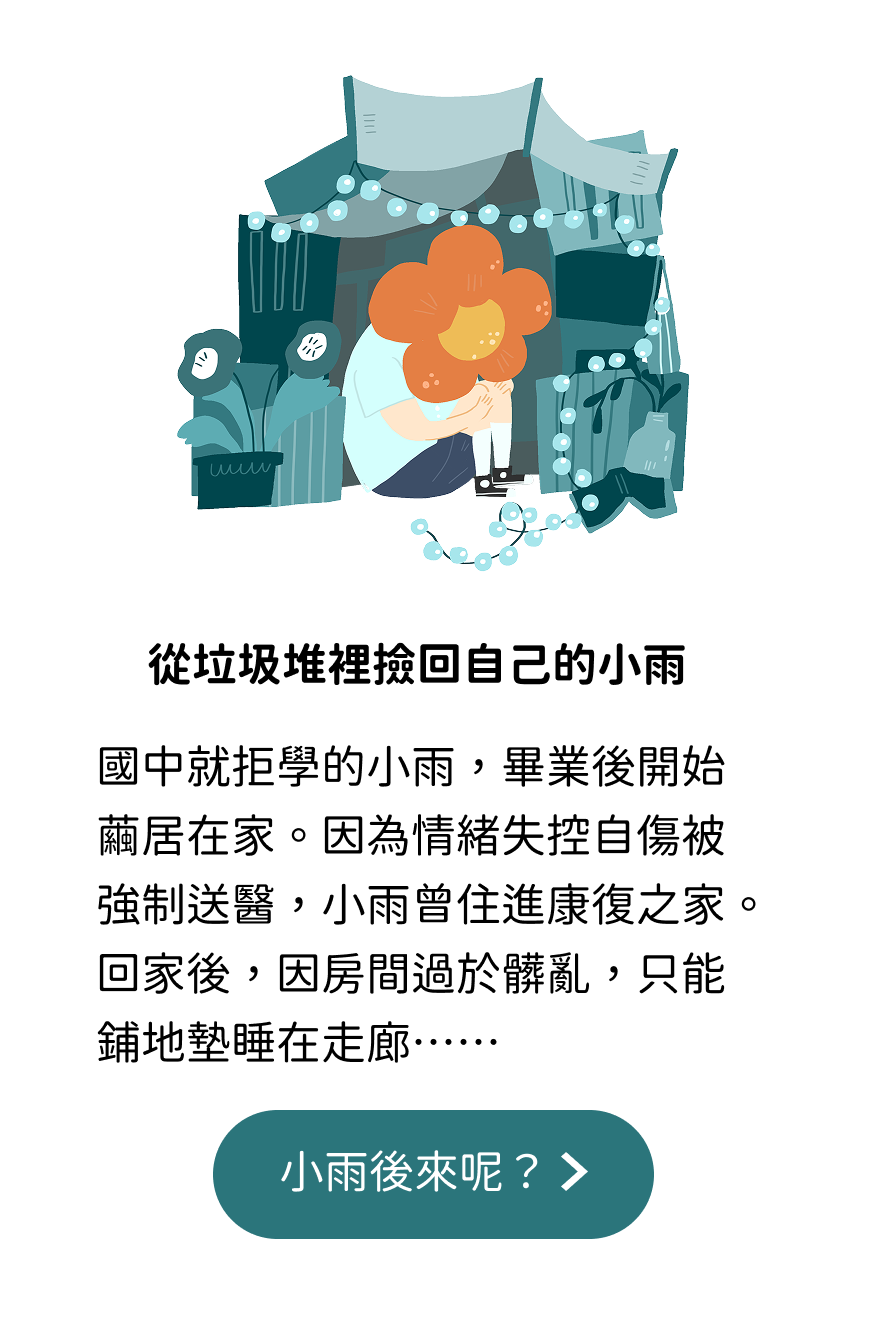 從垃圾堆裡撿回自己的小雨
國中就拒學的小雨，畢業後開始
繭居在家。因為情緒失控自傷被
強制送醫，小雨曾住進康復之家。
回家後，因房間過於髒亂，只能
鋪地墊睡在走廊……
小雨後來呢？